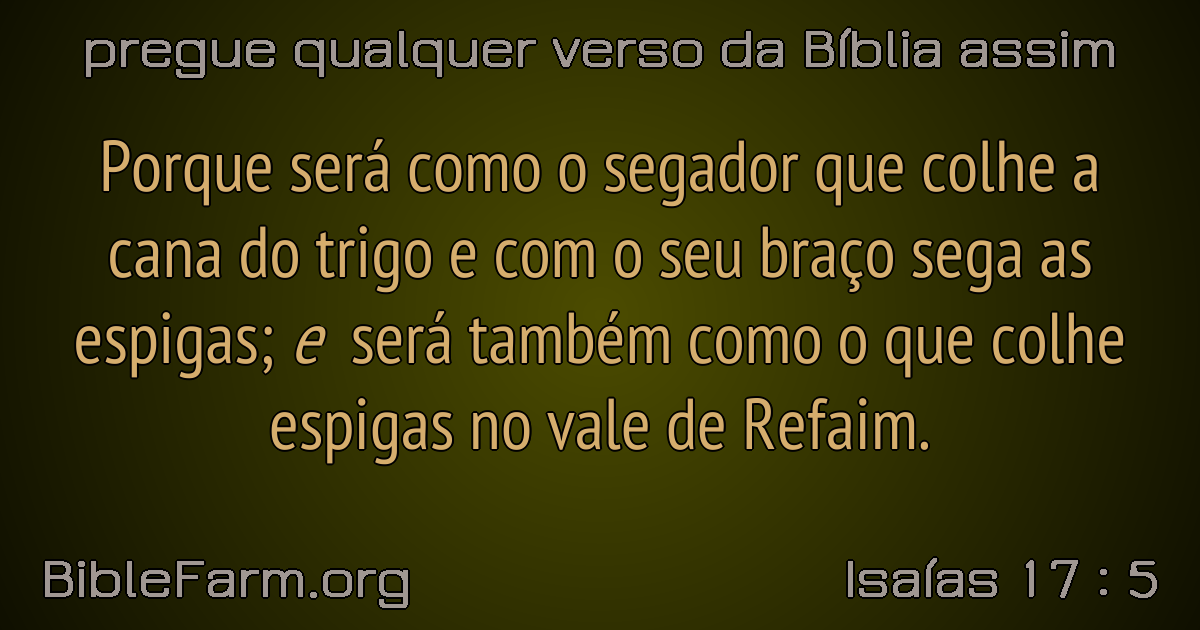 pregue qualquer verso da Bíblia assim
Porque será como o segador que colhe a
cana do trigo e com o seu braço sega as
espigas; e será também como o que colhe
espigas no vale de Refaim.
BibleFarm.org
Isaías 17 : 5